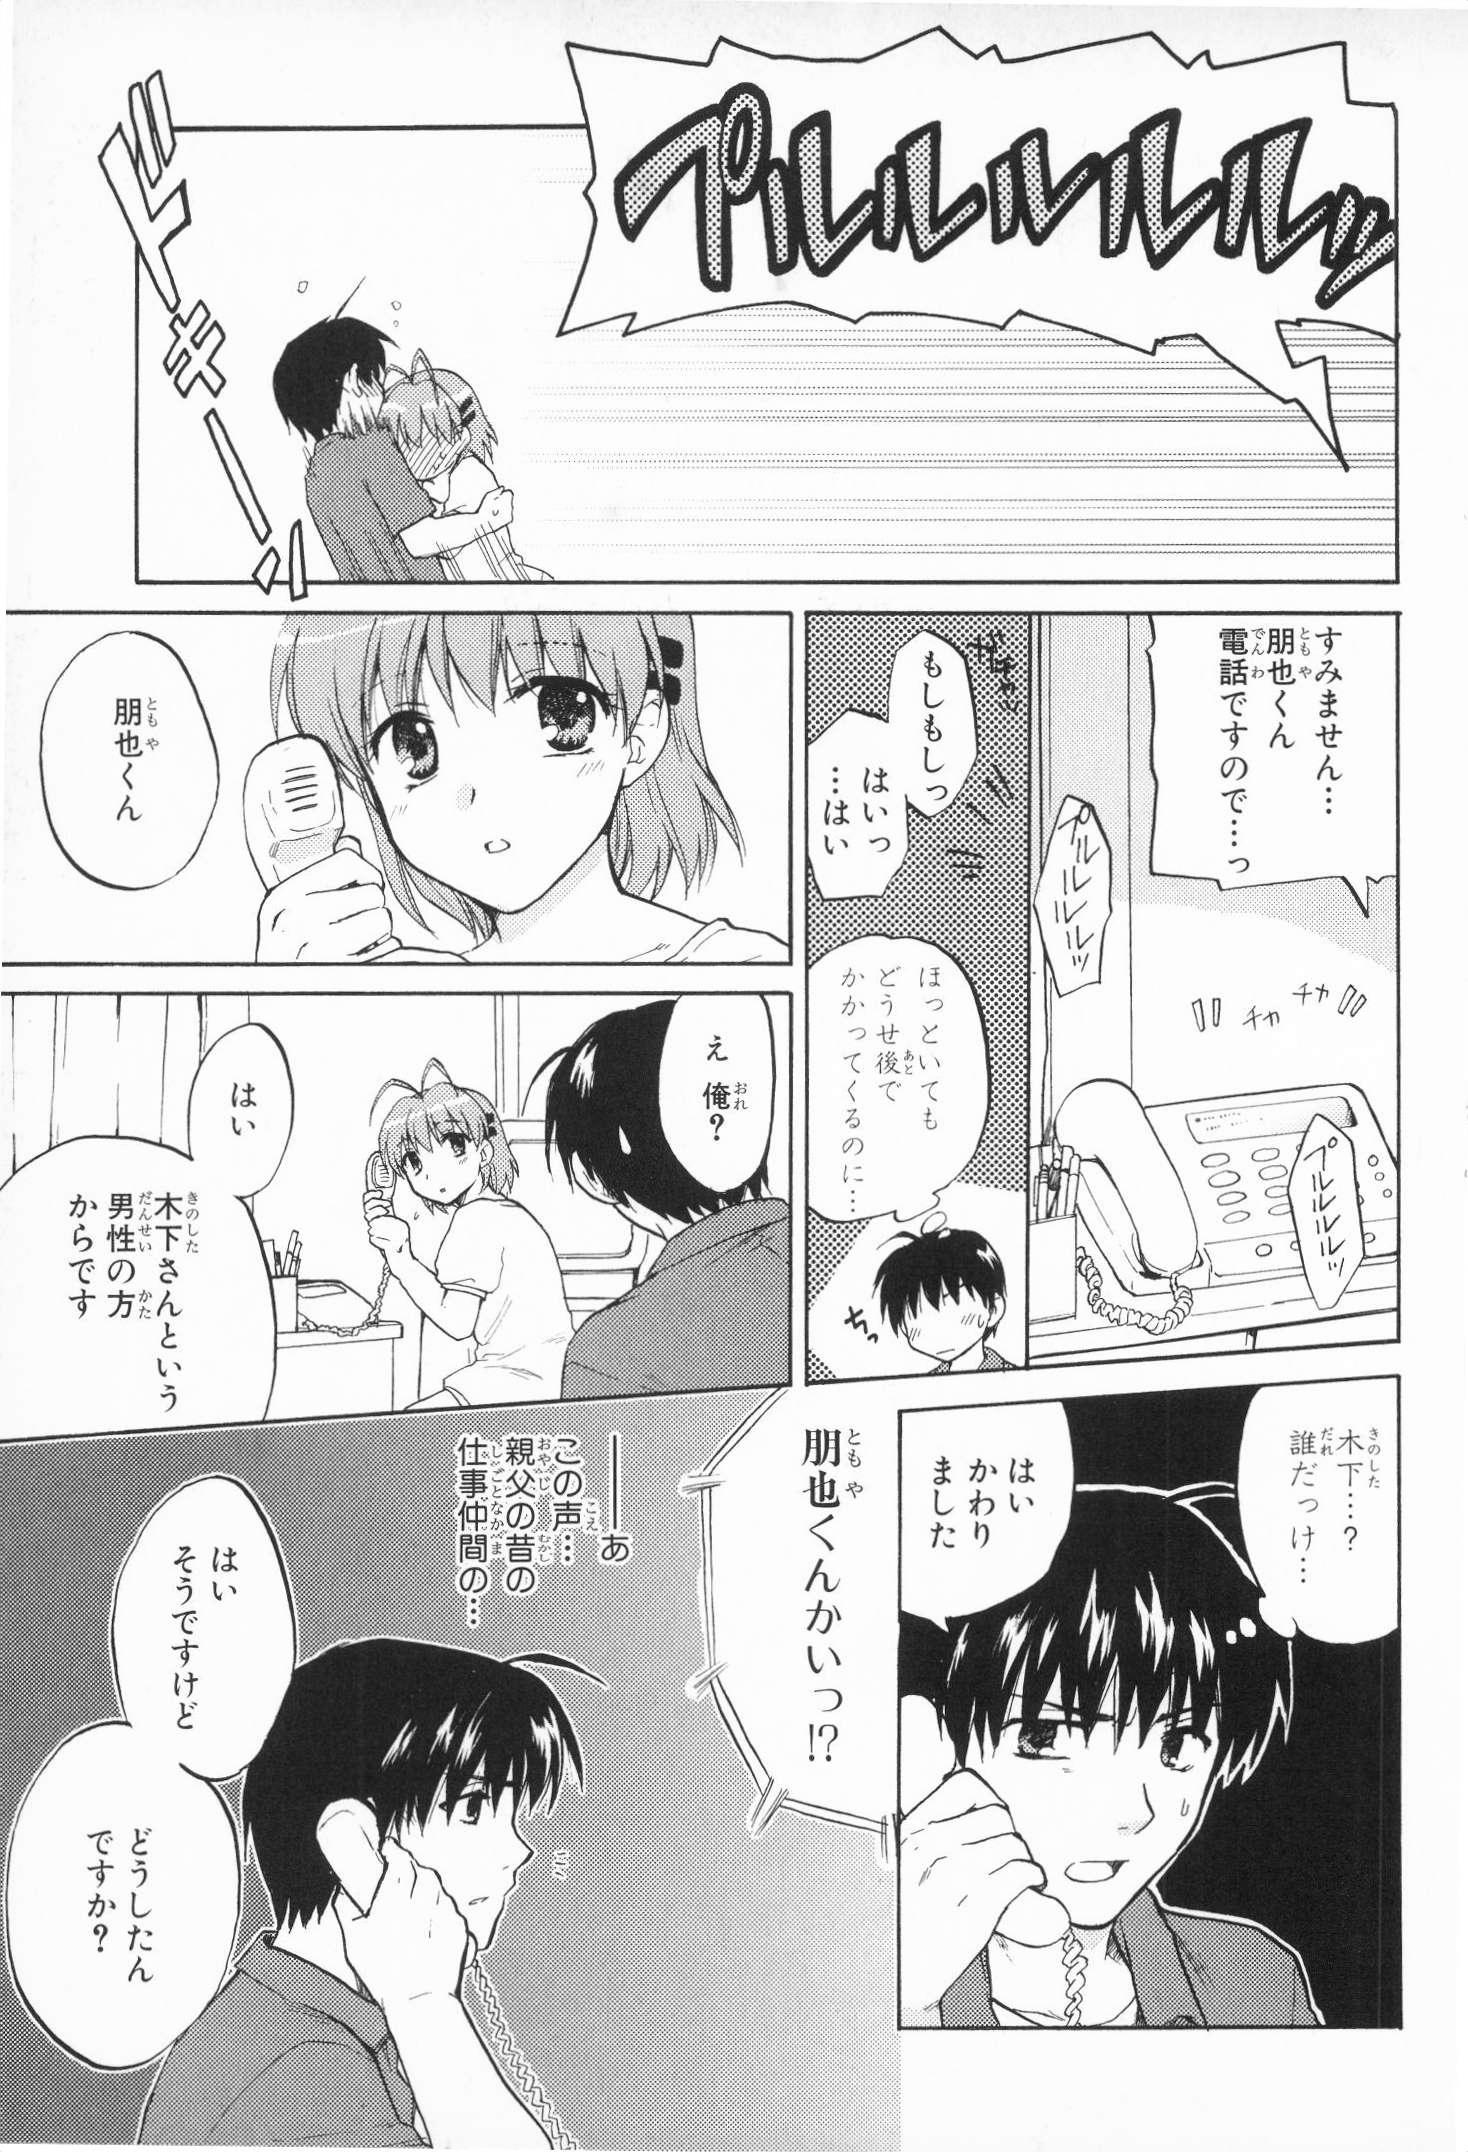 プルルルルルルッ
ドキーッ
すみません…
朋也くん
電話ですので…っ
プルルルルッ
チャ
チャ
プルルルルッ
ガチャッ
もしもしっ
はいっ
…はい
ほっといても
どうせ後で
かかってくるのに…
ちっ
朋也くん
え 俺?
はい
木下さんという
男性の方
からです
木下…?
誰だっけ…
はい
かわり
ました
朋也くんかいっ!?
――あ
この声…
親父の昔の
仕事仲間の…
はい
そうですけど
どうしたん
ですか?